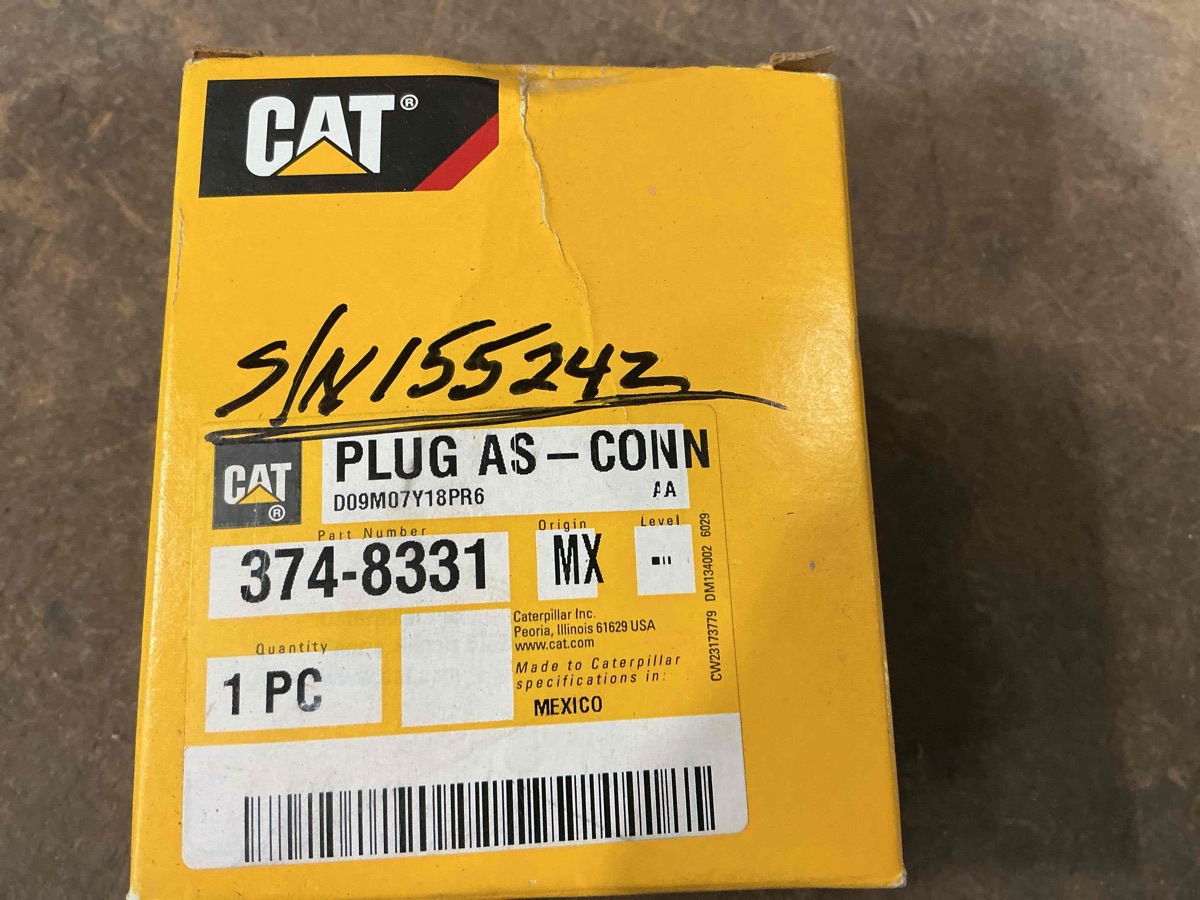 CAT®
S/N 155242
CAT®
PLUG AS-CONN
D09M07Y18PR6 AA
Part Number Origin Level
374-8331 MX
Quantity
1 PC
Caterpillar Inc.
Peoria, Illinois 61629 USA
www.cat.com
Made to Caterpillar
specifications in:
MEXICO
CW23173779 DM134002 6029